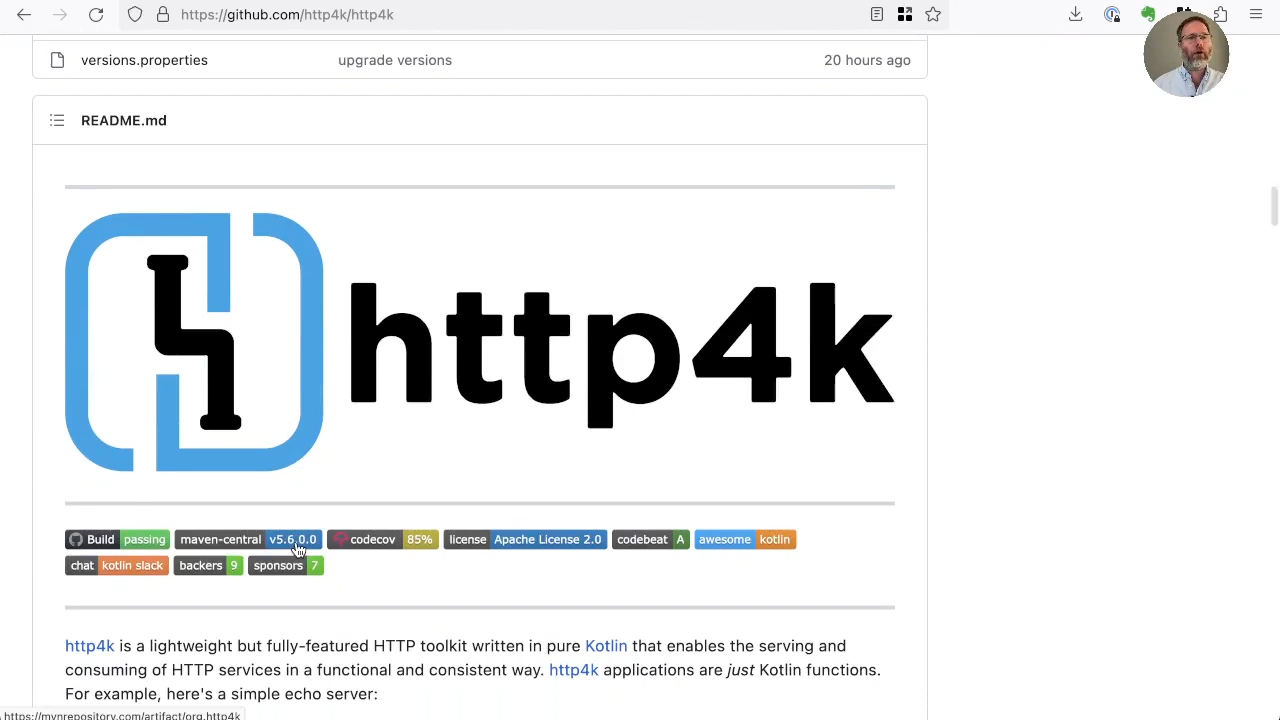 https://github.com/http4k/http4k
versions.properties upgrade versions 20 hours ago
README.md
http4k
Build passing maven-central v5.6.0.0 codecov 85% license Apache License 2.0 codebeat A awesome kotlin
chat kotlin slack backers 9 sponsors 7
http4k is a lightweight but fully-featured HTTP toolkit written in pure Kotlin that enables the serving and
consuming of HTTP services in a functional and consistent way. http4k applications are just Kotlin functions.
For example, here's a simple echo server:
https://mvnrepository.com/artifact/org.http4k